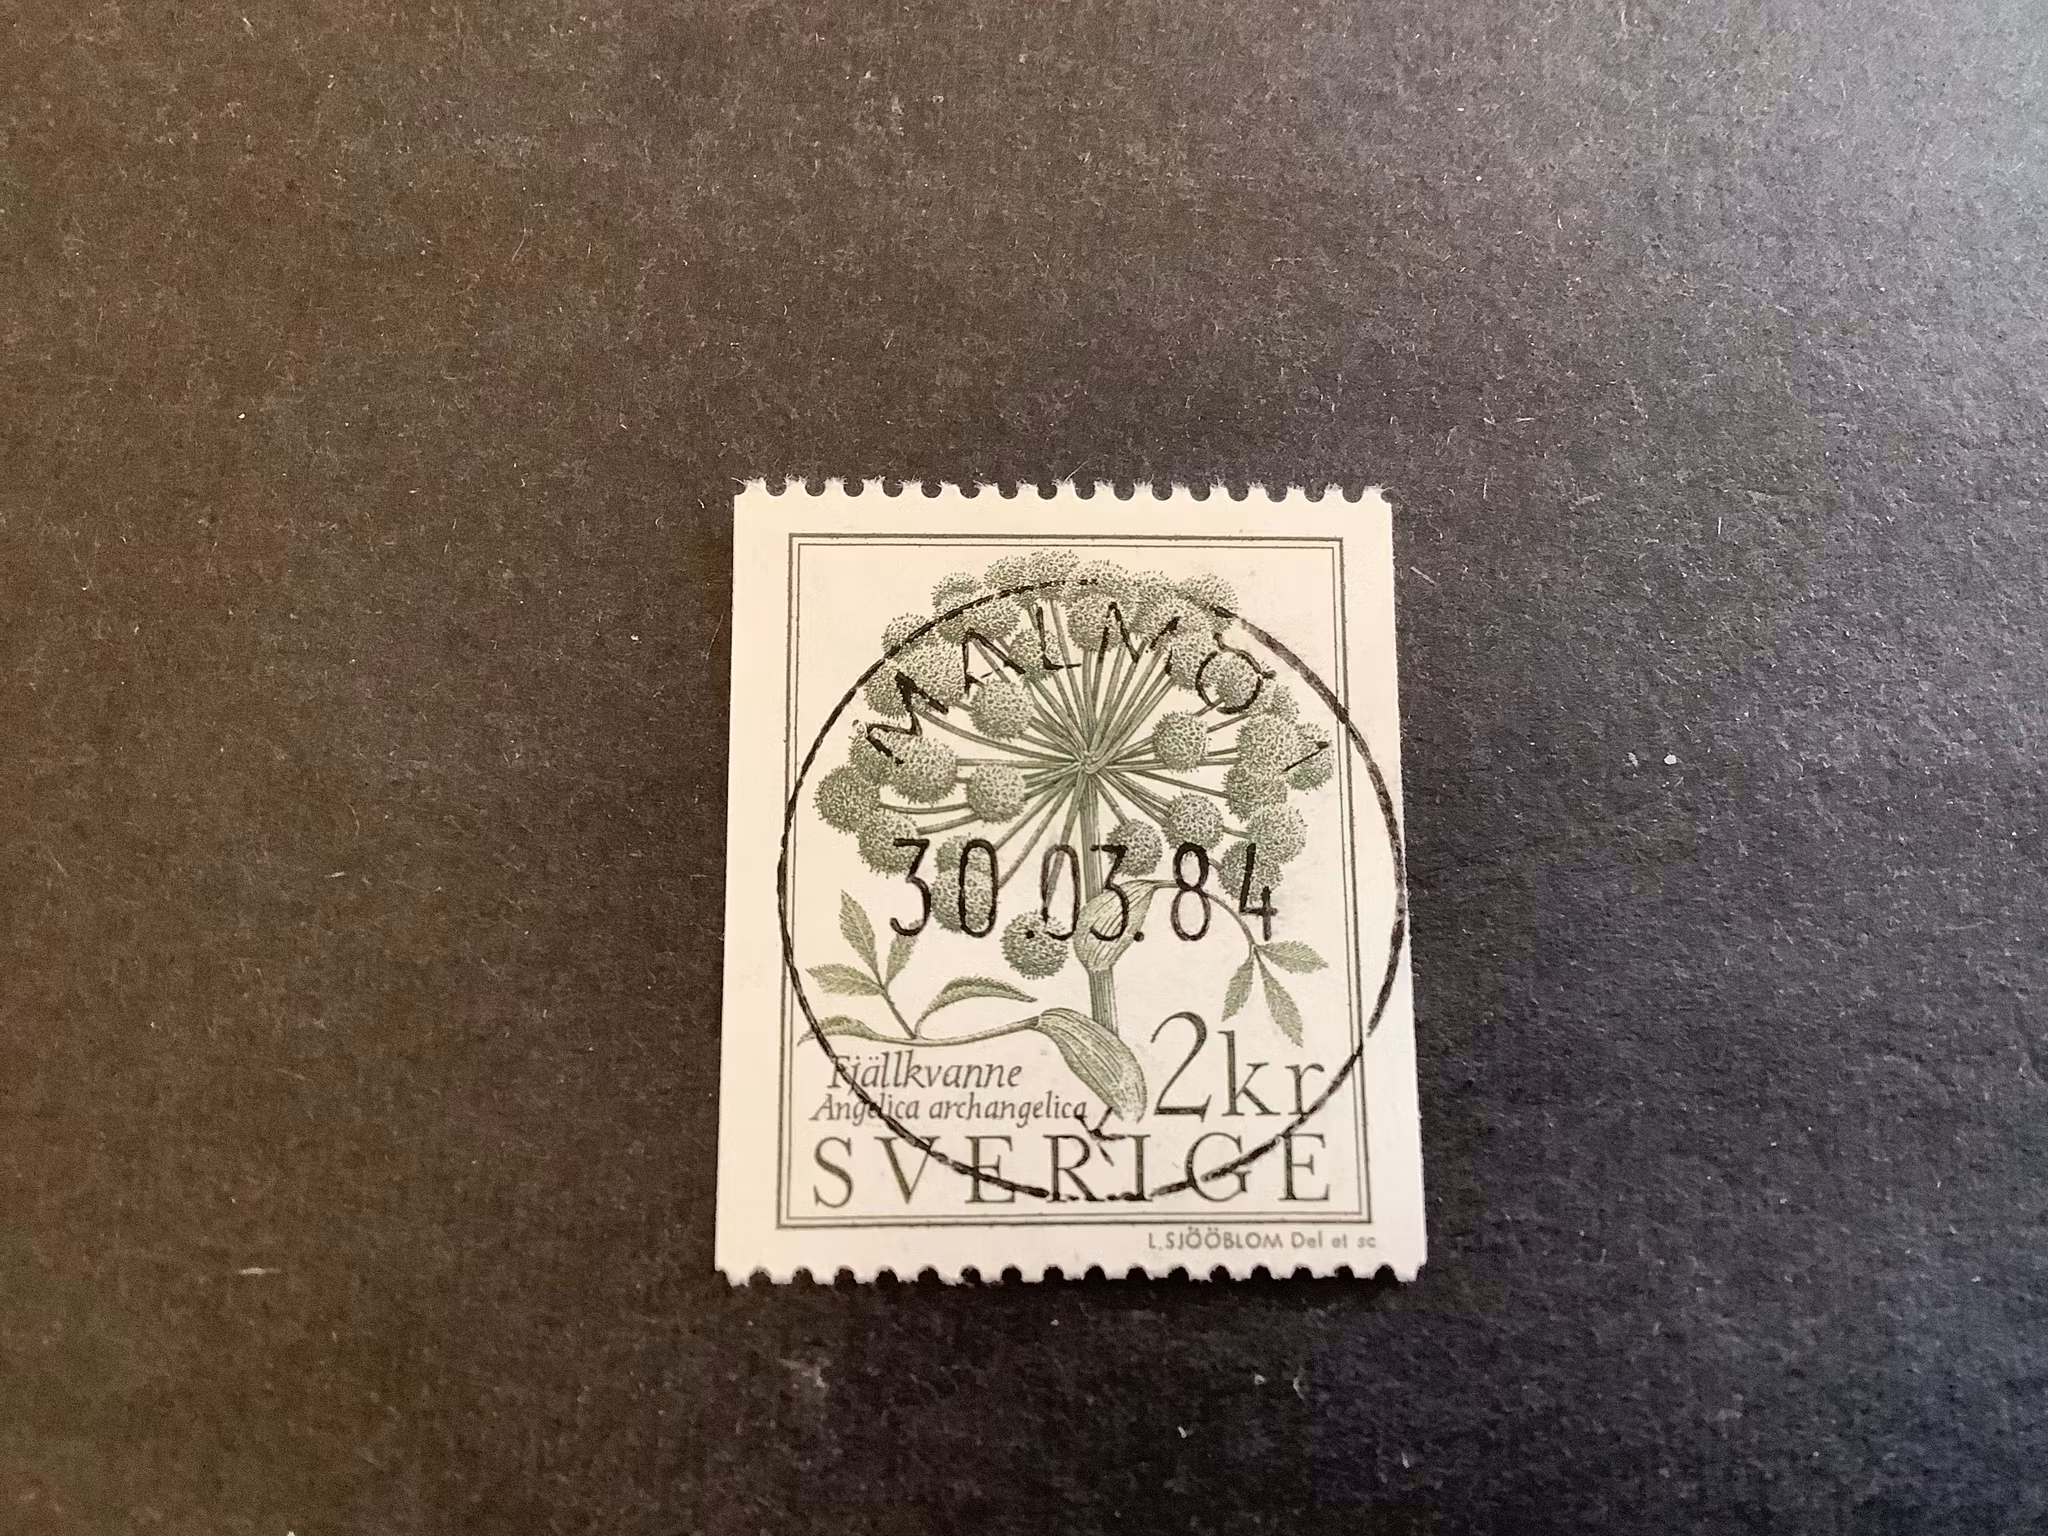 MALMÖ 1
30.03.84
2kr
Fjällkvanne
Angelica archangelica
SVERIGE
L.SJÖÖBLOM Del et sc